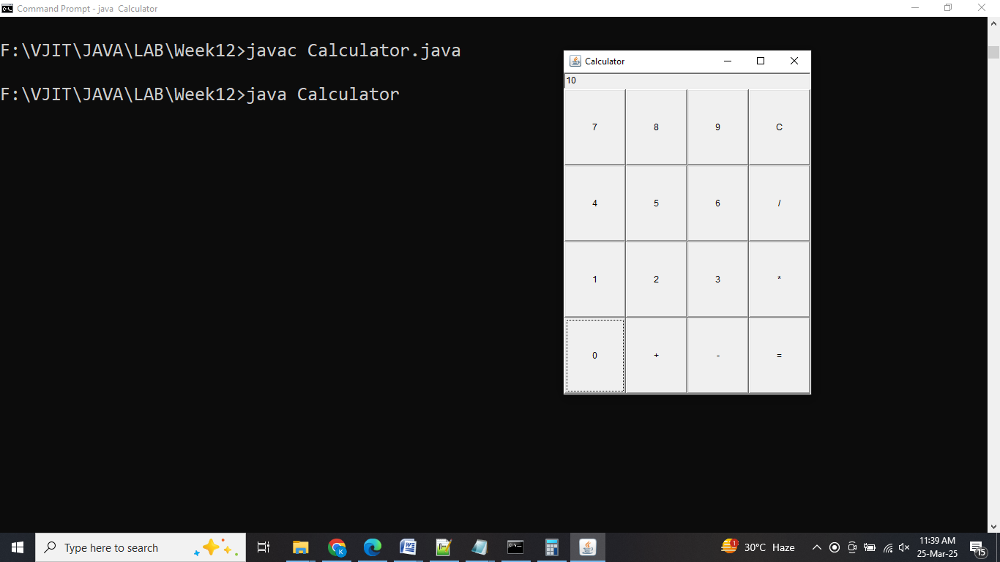 Command Prompt - java  Calculator
F:\VJIT\JAVA\LAB\Week12>javac Calculator.java
F:\VJIT\JAVA\LAB\Week12>java Calculator
Calculator
10
7 8 9 C
4 5 6 /
1 2 3 *
0 + - =
Type here to search
1
30°C Haze
11:39 AM
25-Mar-25
15